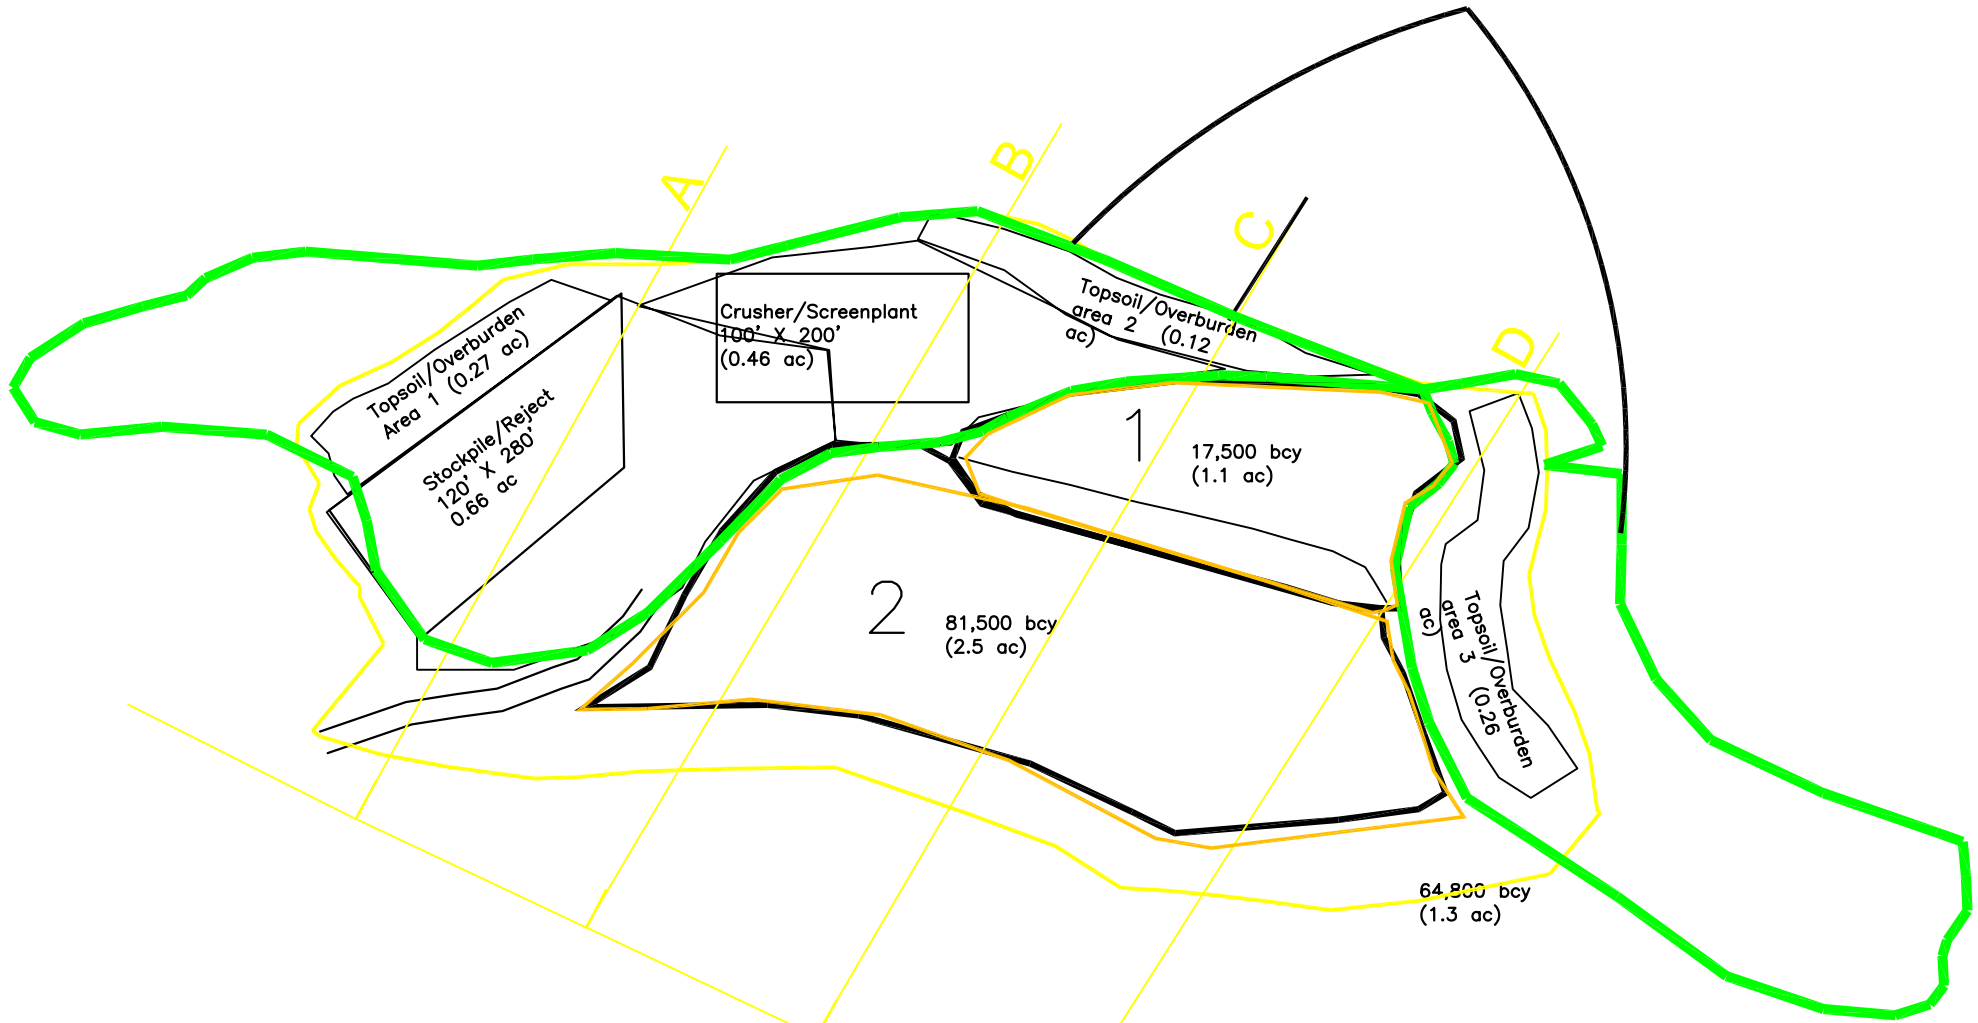 A
B
C
D
Topsoil/Overburden
Area 1 (0.27 ac)
Stockpile/Reject
120' X 280'
0.66 ac
Crusher/Screenplant
100' X 200'
(0.46 ac)
Topsoil/Overburden
area 2 (0.12
ac)
1
17,500 bcy
(1.1 ac)
2
81,500 bcy
(2.5 ac)
Topsoil/Overburden
area 3 (0.26
ac)
64,800 bcy
(1.3 ac)